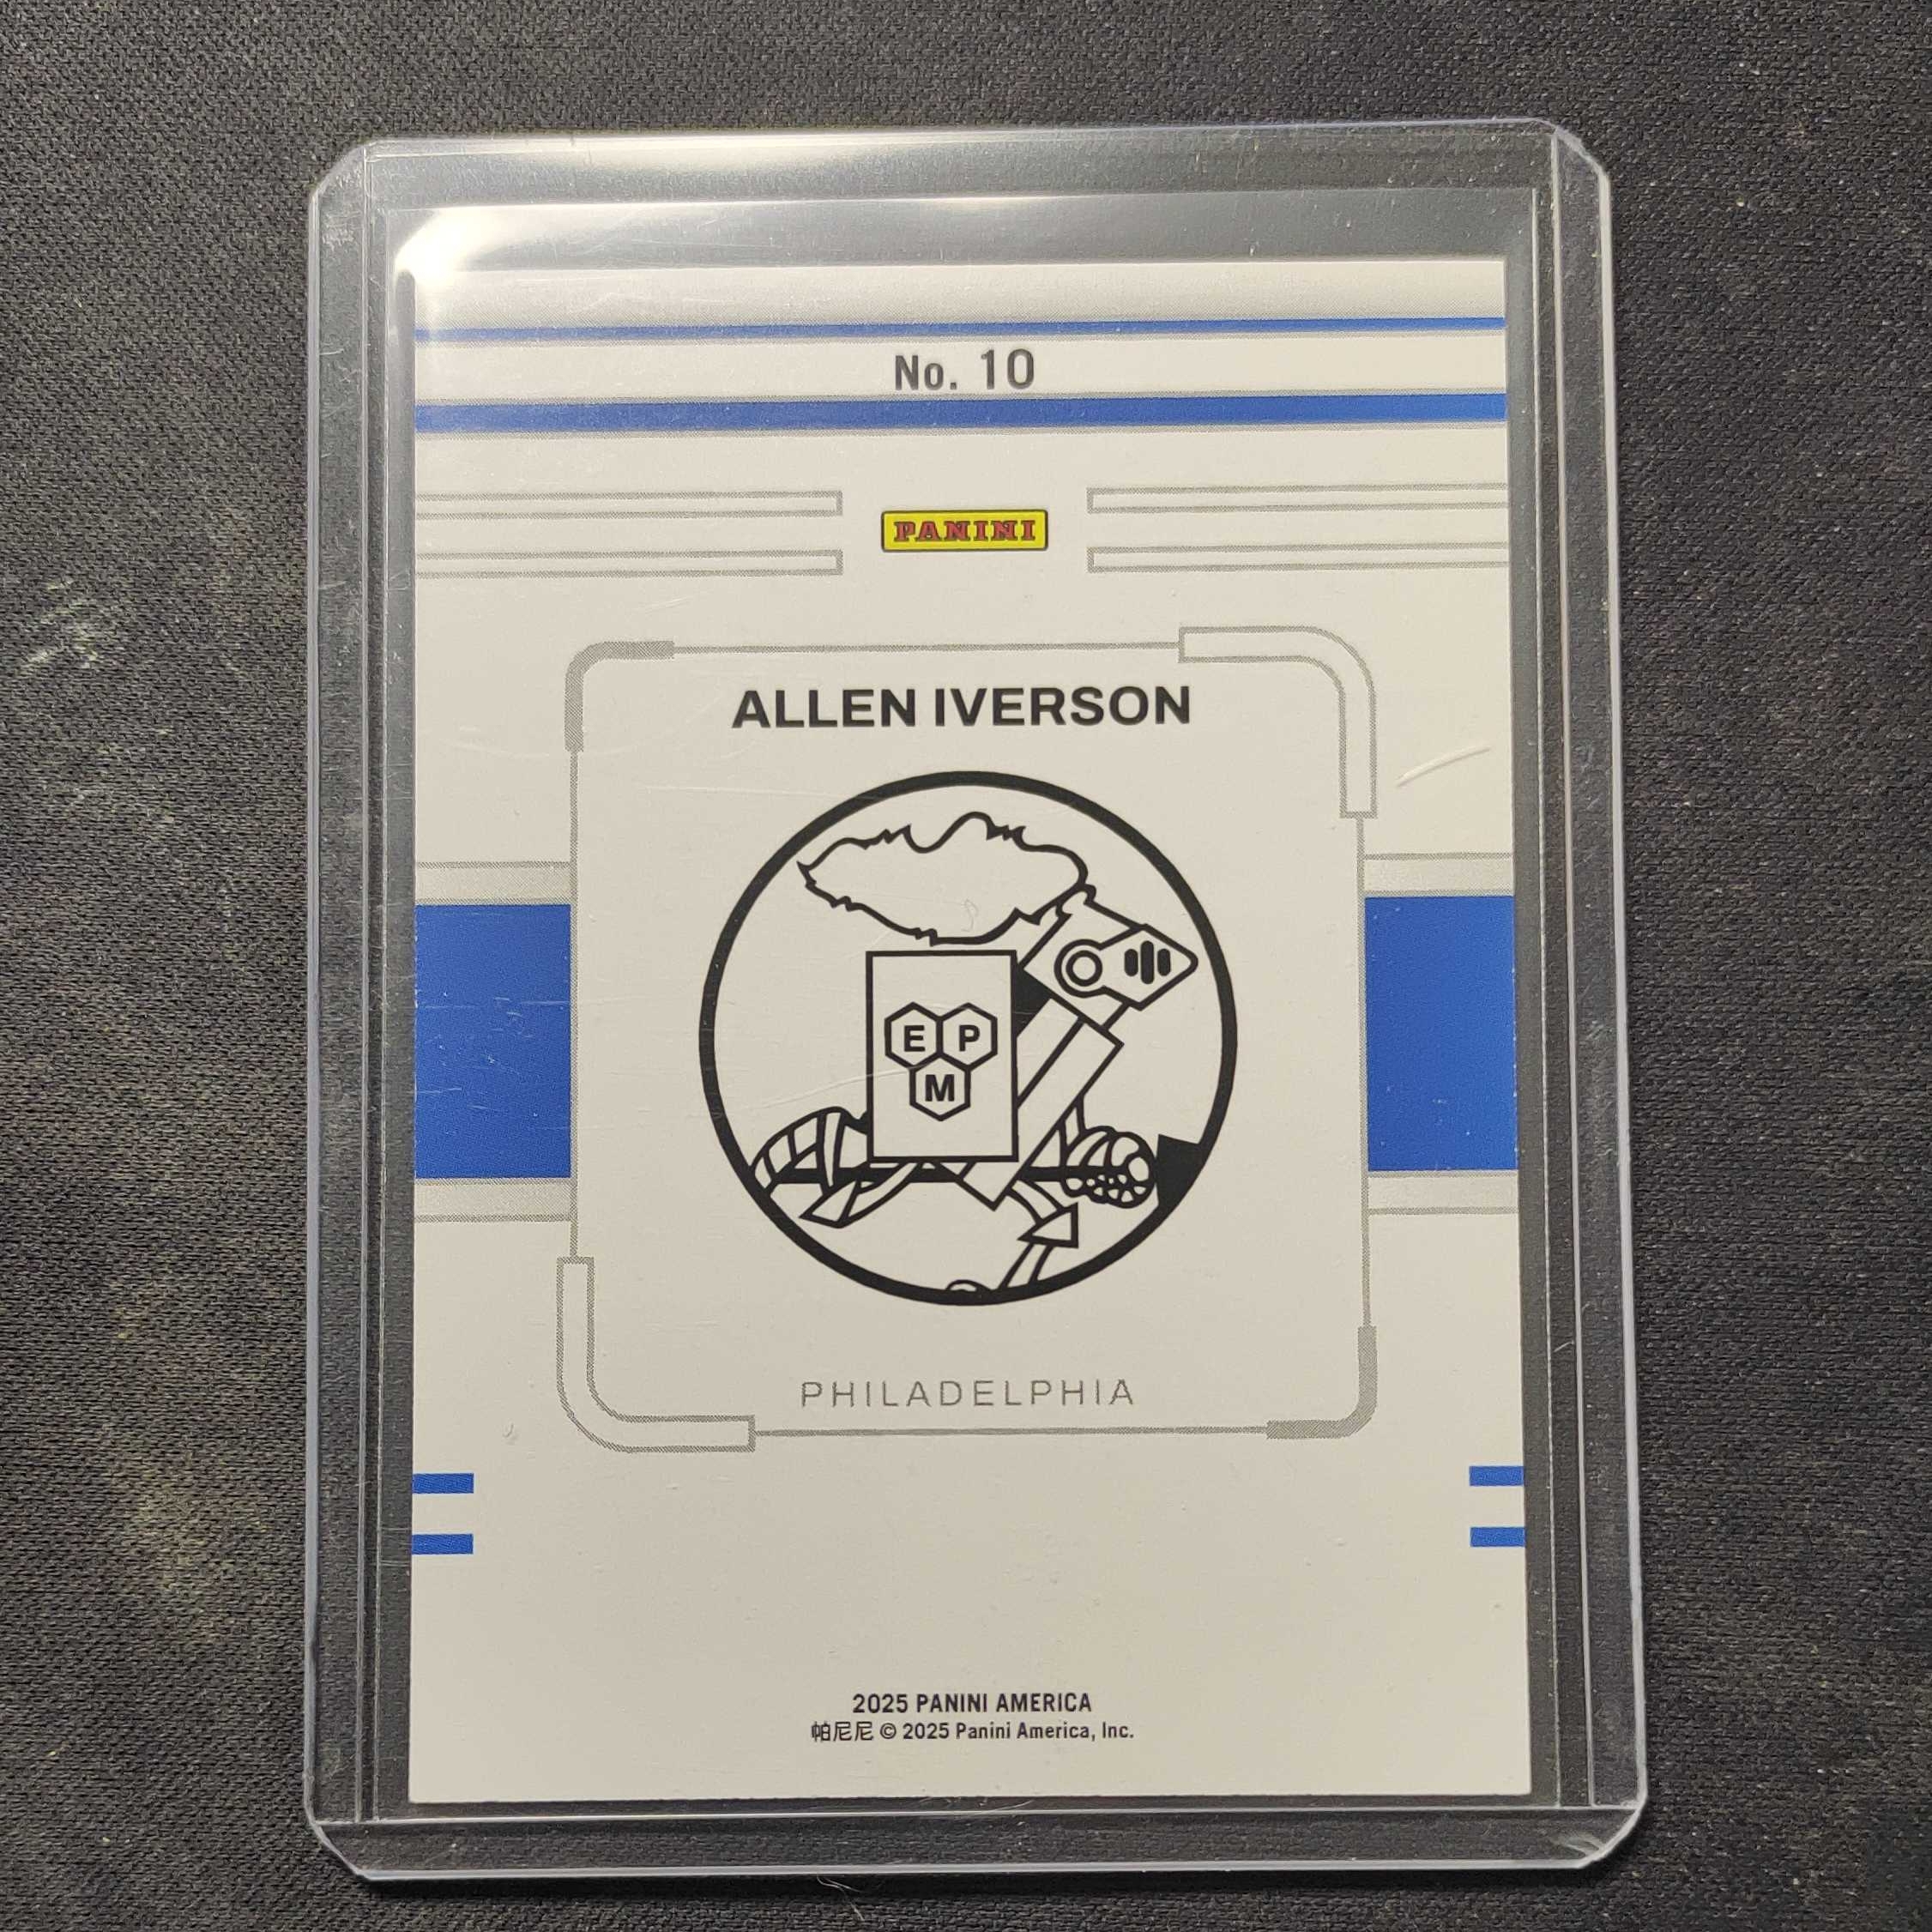 No. 10
PANINI
ALLEN IVERSON
E P
M
PHILADELPHIA
2025 PANINI AMERICA
帕尼尼 © 2025 Panini America, Inc.